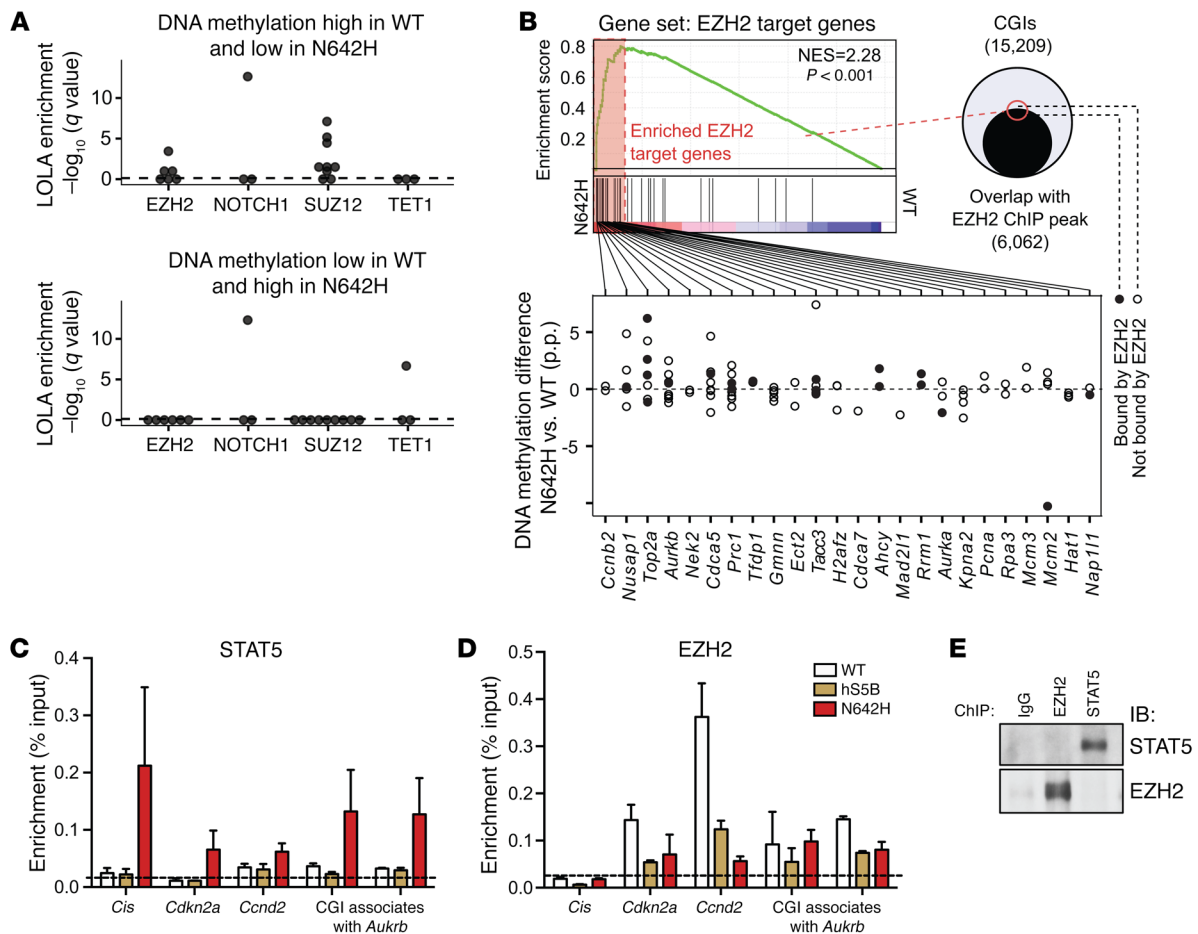 A
DNA methylation high in WT
and low in N642H
LOLA enrichment
–log10 (q value)
10
5
0
EZH2 NOTCH1 SUZ12 TET1
DNA methylation low in WT
and high in N642H
LOLA enrichment
–log10 (q value)
10
5
0
EZH2 NOTCH1 SUZ12 TET1
B
Gene set: EZH2 target genes
Enrichment score
0.8
0.6
0.4
0.2
NES=2.28
P < 0.001
Enriched EZH2
target genes
N642H
WT
CGIs
(15,209)
Overlap with
EZH2 ChIP peak
(6,062)
Bound by EZH2
Not bound by EZH2
DNA methylation difference
N642H vs. WT (p.p.)
5
0
-5
Ccnb2
Nusap1
Top2a
Aurkb
Nek2
Cdca5
Prc1
Tfdp1
Gmnn
Ect2
Tacc3
H2afz
Cdca7
Ahcy
Mad2l1
Rrm1
Aurka
Kpna2
Pcna
Rpa3
Mcm3
Mcm2
Hat1
Nap1l1
C
STAT5
Enrichment (% input)
0.4
0.3
0.2
0.1
0.0
Cis Cdkn2a Ccnd2 CGI associates
with Aukrb
D
EZH2
Enrichment (% input)
0.5
0.4
0.3
0.2
0.1
0.0
WT
hS5B
N642H
Cis Cdkn2a Ccnd2 CGI associates
with Aukrb
E
ChIP:
IgG
EZH2
STAT5
IB:
STAT5
EZH2